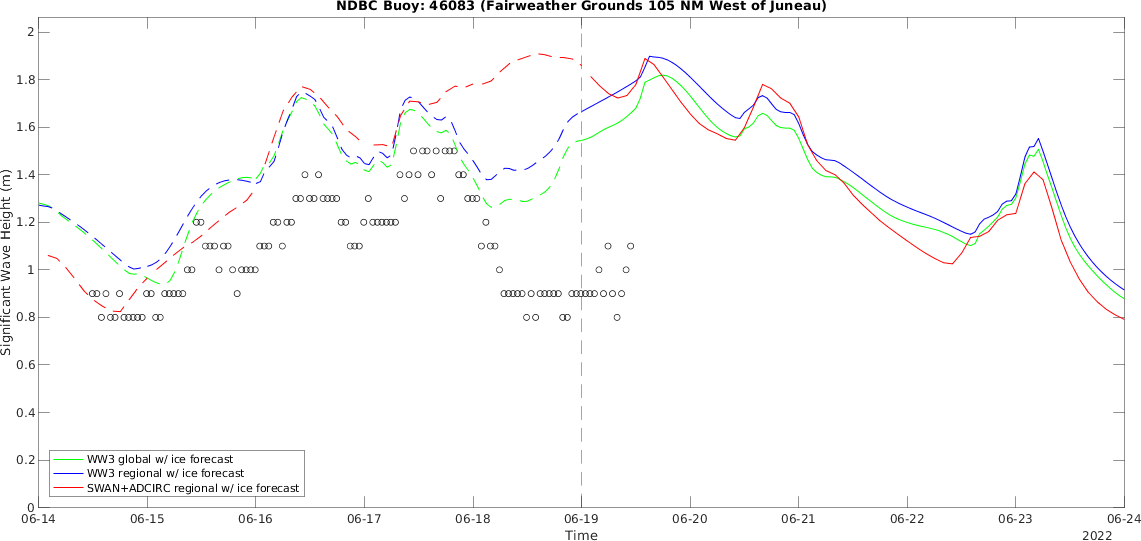 NDBC Buoy: 46083 (Fairweather Grounds 105 NM West of Juneau)
2
1.8
1.6
1.4
1.2
1
0.8
0.6
0.4
0.2
0
Significant Wave Height (m)
WW3 global w/ ice forecast
WW3 regional w/ ice forecast
SWAN+ADCIRC regional w/ ice forecast
06-14 06-15 06-16 06-17 06-18 06-19 06-20 06-21 06-22 06-23 06-24
Time
2022